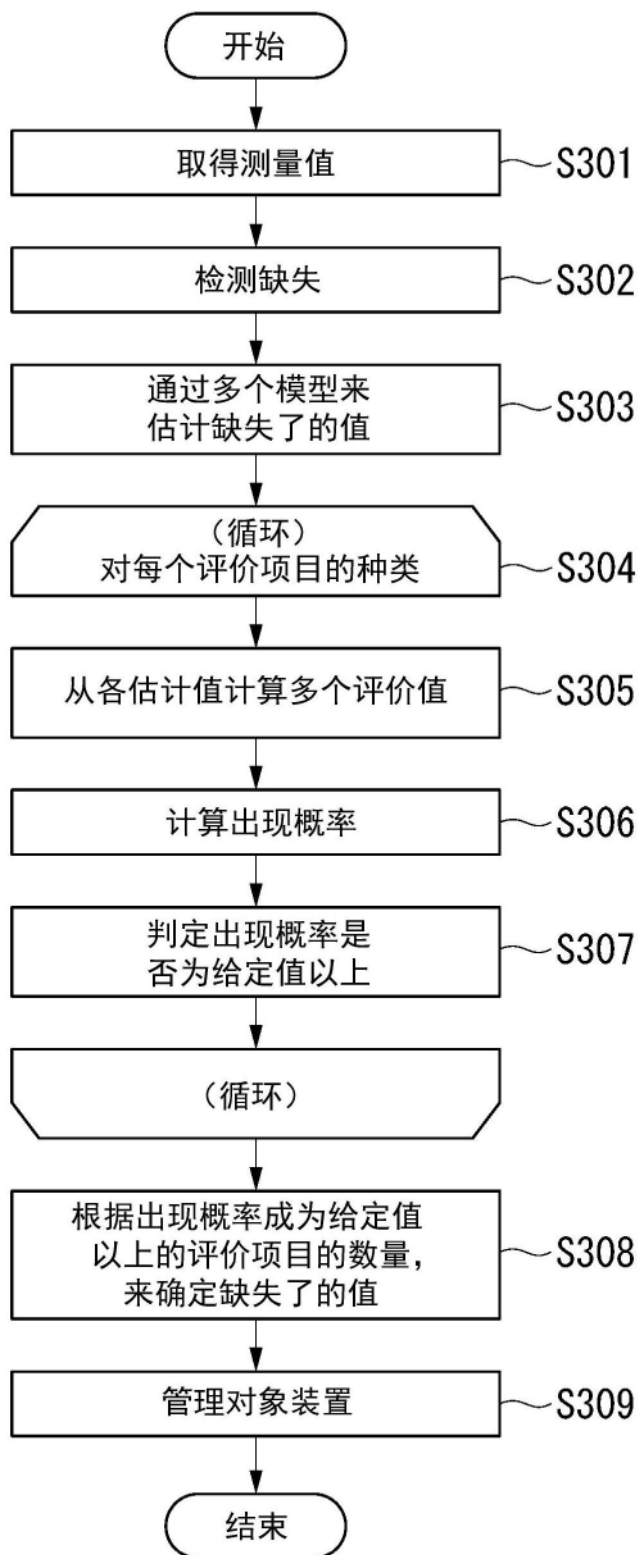 开始
取得测量值
S301
检测缺失
S302
通过多个模型来
估计缺失了的值
S303
（循环）
对每个评价项目的种类
S304
从各估计值计算多个评价值
S305
计算出现概率
S306
判定出现概率是
否为给定值以上
S307
（循环）
根据出现概率成为给定值
以上的评价项目的数量，
来确定缺失了的值
S308
管理对象装置
S309
结束